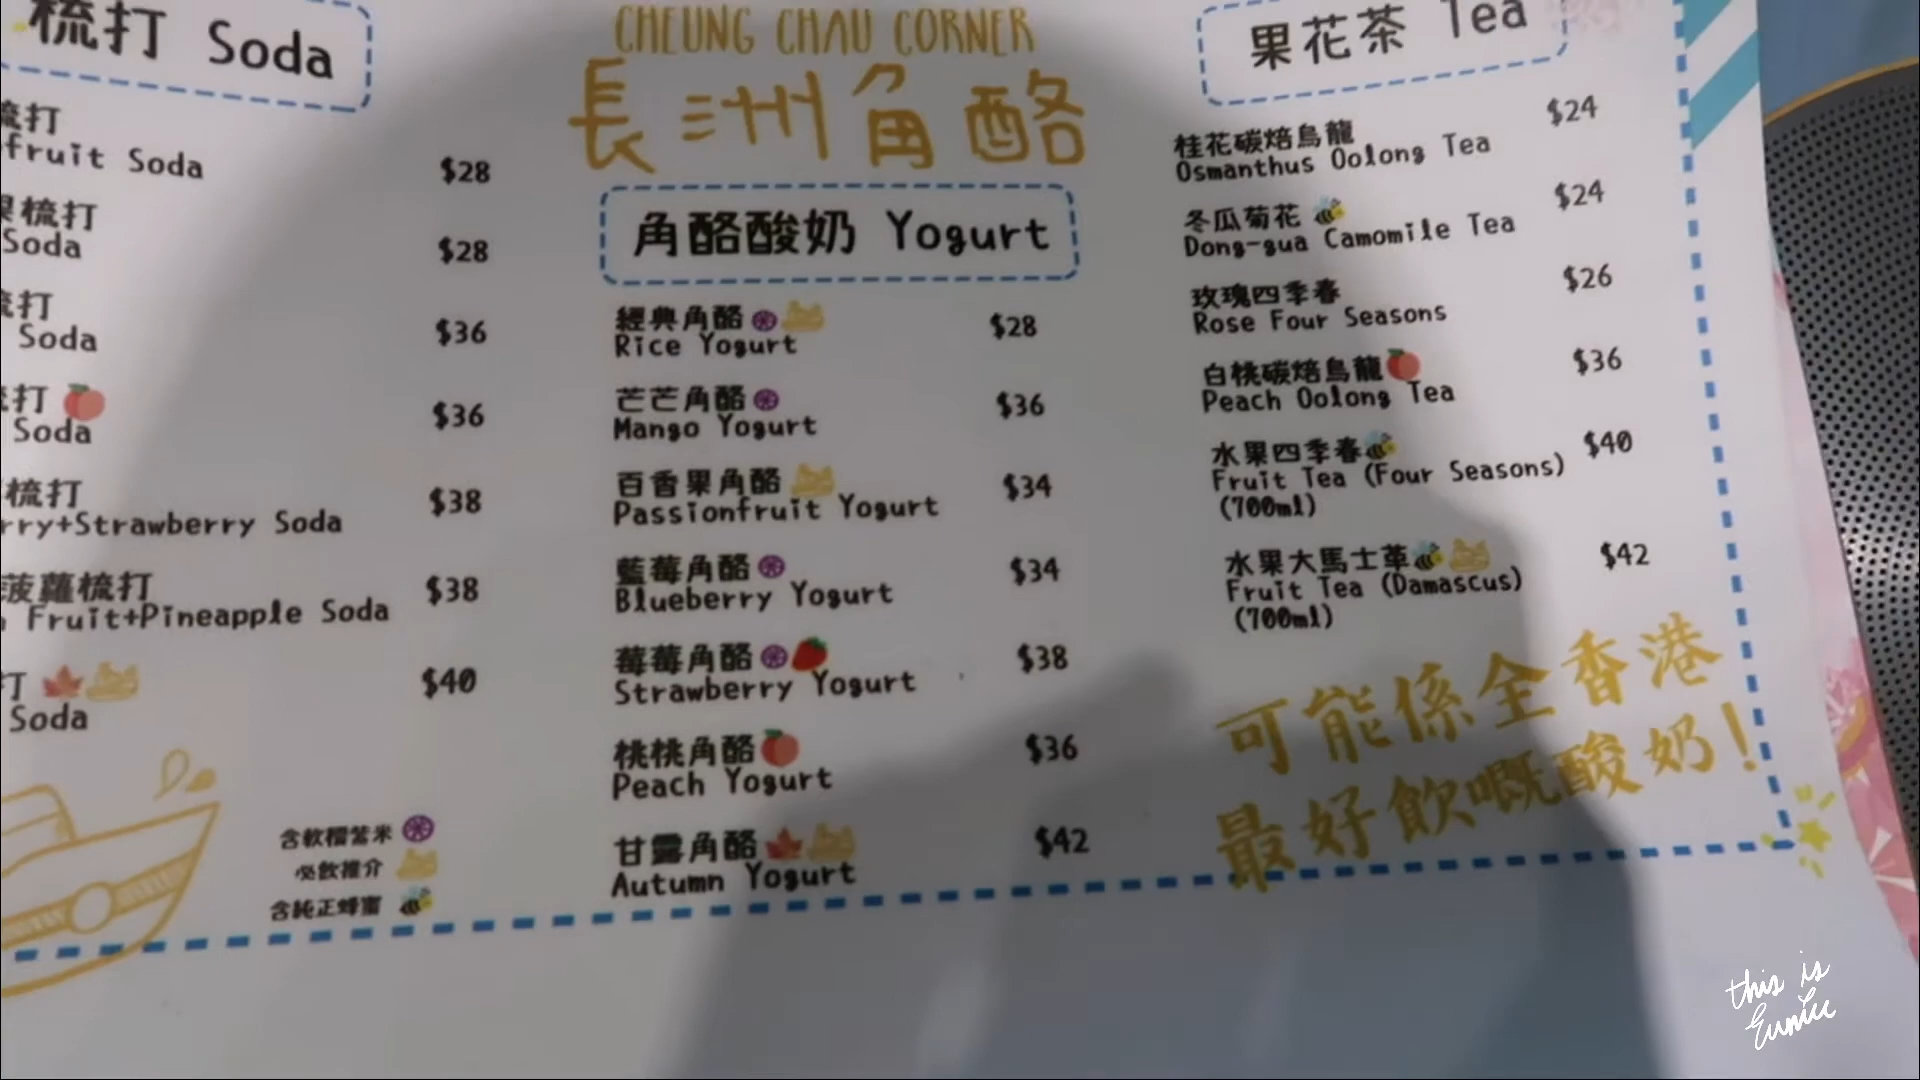 梳打 Soda
梳打
fruit Soda
$28
果梳打
Soda
$28
梳打
Soda
$36
梳打
Soda
$36
梳打
rry+Strawberry Soda
$38
菠蘿梳打
Fruit+Pineapple Soda
$38
打
Soda
$40
含軟糯紫米
必飲推介
含純正蜂蜜
CHEUNG CHAU CORNER
長洲角酪
角酪酸奶 Yogurt
經典角酪
Rice Yogurt
$28
芒芒角酪
Mango Yogurt
$36
百香果角酪
Passionfruit Yogurt
$34
藍莓角酪
Blueberry Yogurt
$34
莓莓角酪
Strawberry Yogurt
$38
桃桃角酪
Peach Yogurt
$36
甘露角酪
Autumn Yogurt
$42
果花茶 Tea
桂花碳焙烏龍
Osmanthus Oolong Tea
$24
冬瓜菊花
Dong-gua Camomile Tea
$24
玫瑰四季春
Rose Four Seasons
$26
白桃碳焙烏龍
Peach Oolong Tea
$36
水果四季春
Fruit Tea (Four Seasons)
(700ml)
$40
水果大馬士革
Fruit Tea (Damascus)
(700ml)
$42
可能係全香港
最好飲嘅酸奶!
this is
Eunice